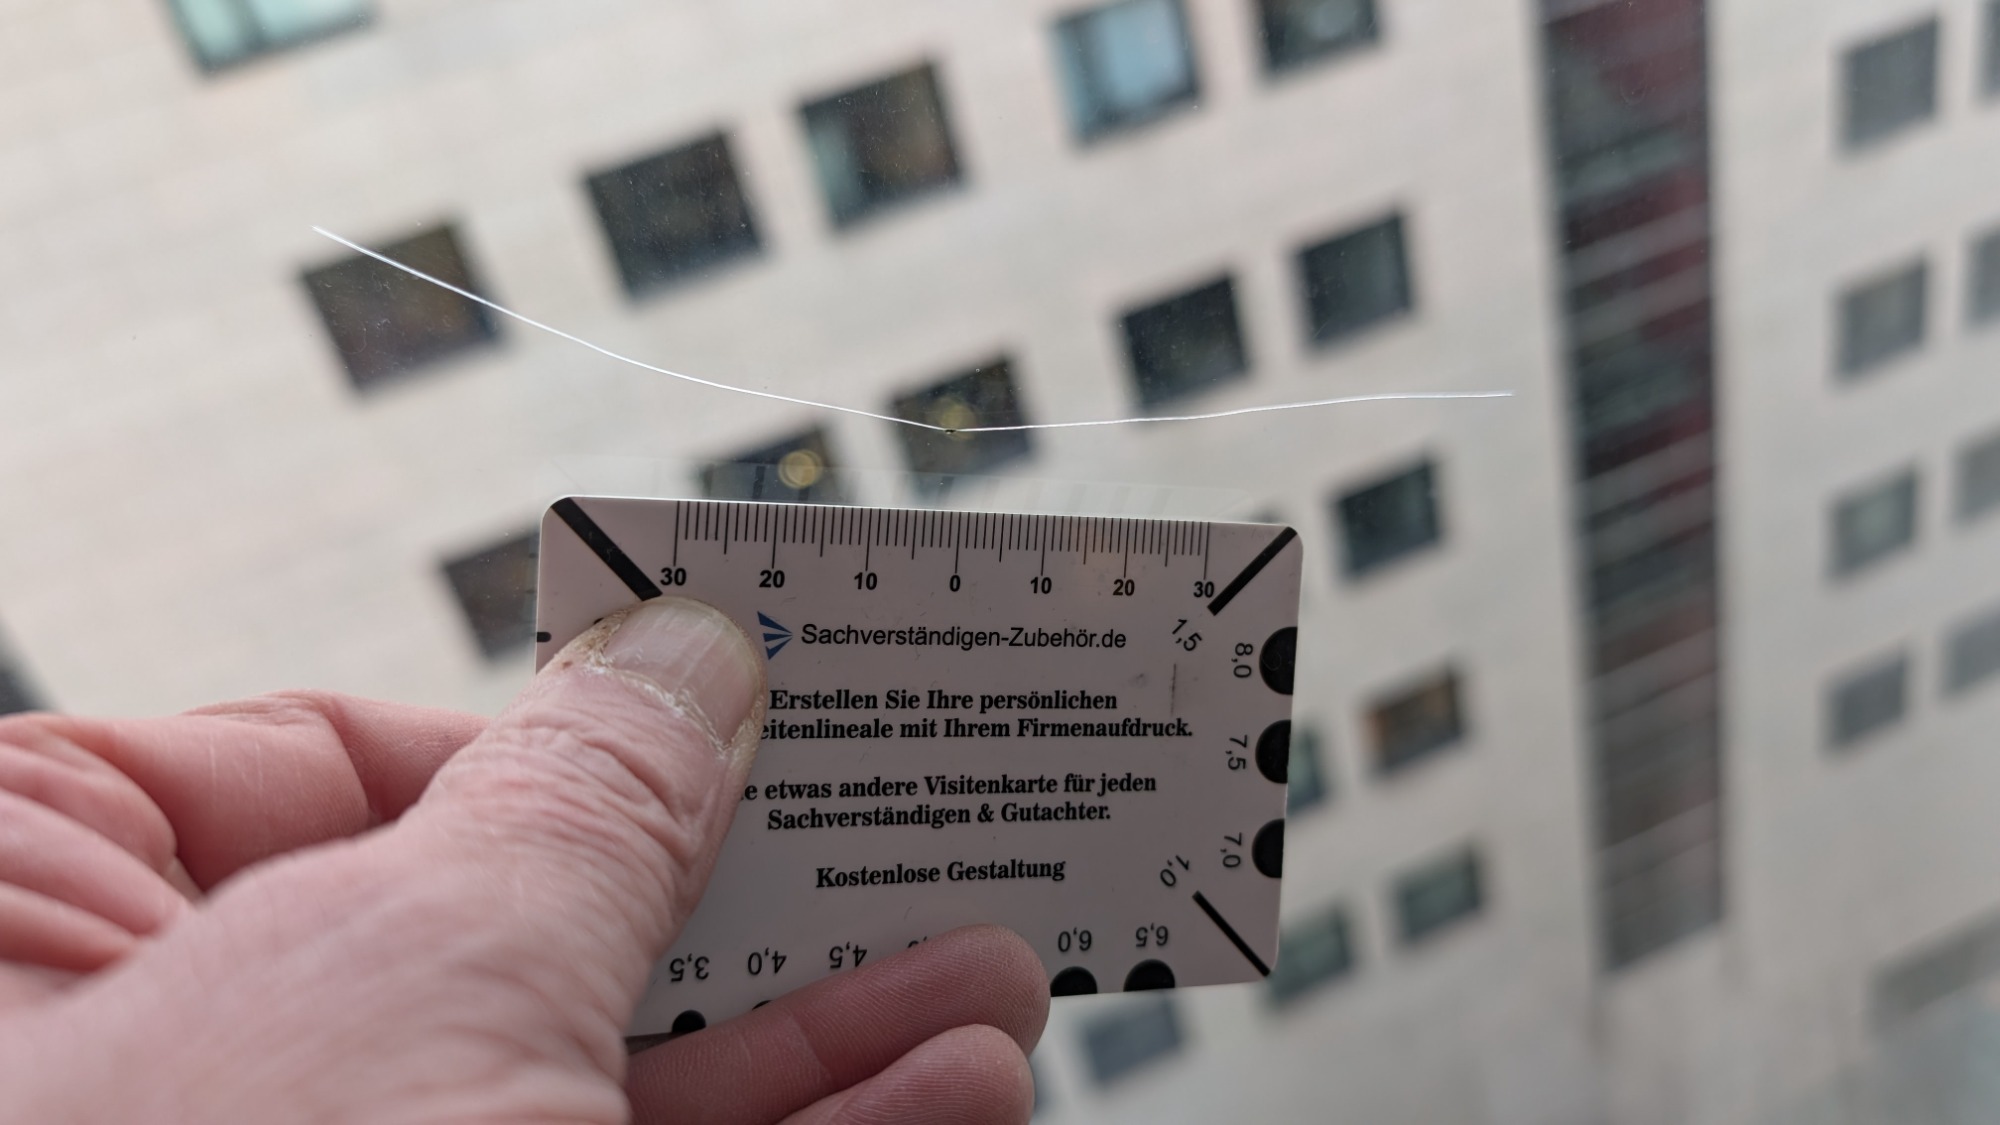 30 20 10 0 10 20 30
Sachverständigen-Zubehör.de
1,5
8,0
Erstellen Sie Ihre persönlichen
eitenlineale mit Ihrem Firmenaufdruck.
7,5
e etwas andere Visitenkarte für jeden
Sachverständigen & Gutachter.
7,0
Kostenlose Gestaltung
1,0
3,5 4,0 4,5 6,0 6,5